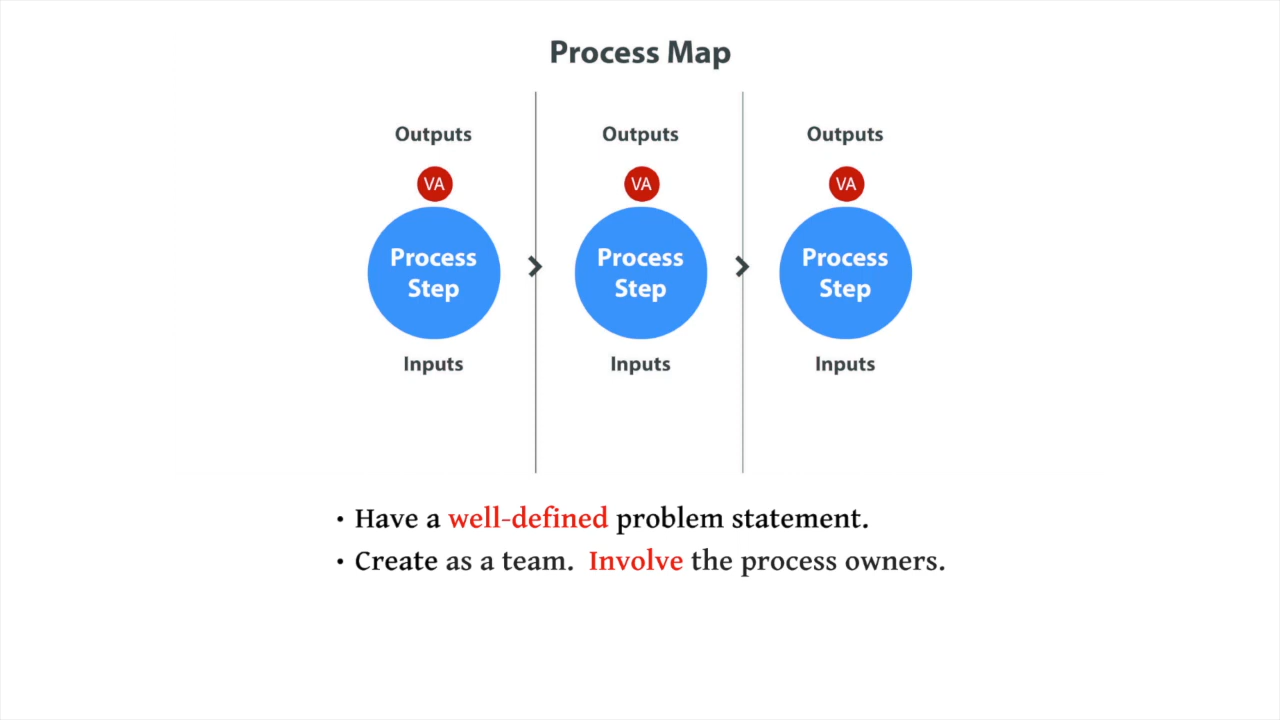 Process Map
Outputs
Outputs
Outputs
VA
VA
VA
Process
Step
Process
Step
Process
Step
Inputs
Inputs
Inputs
• Have a well-defined problem statement.
• Create as a team.  Involve the process owners.